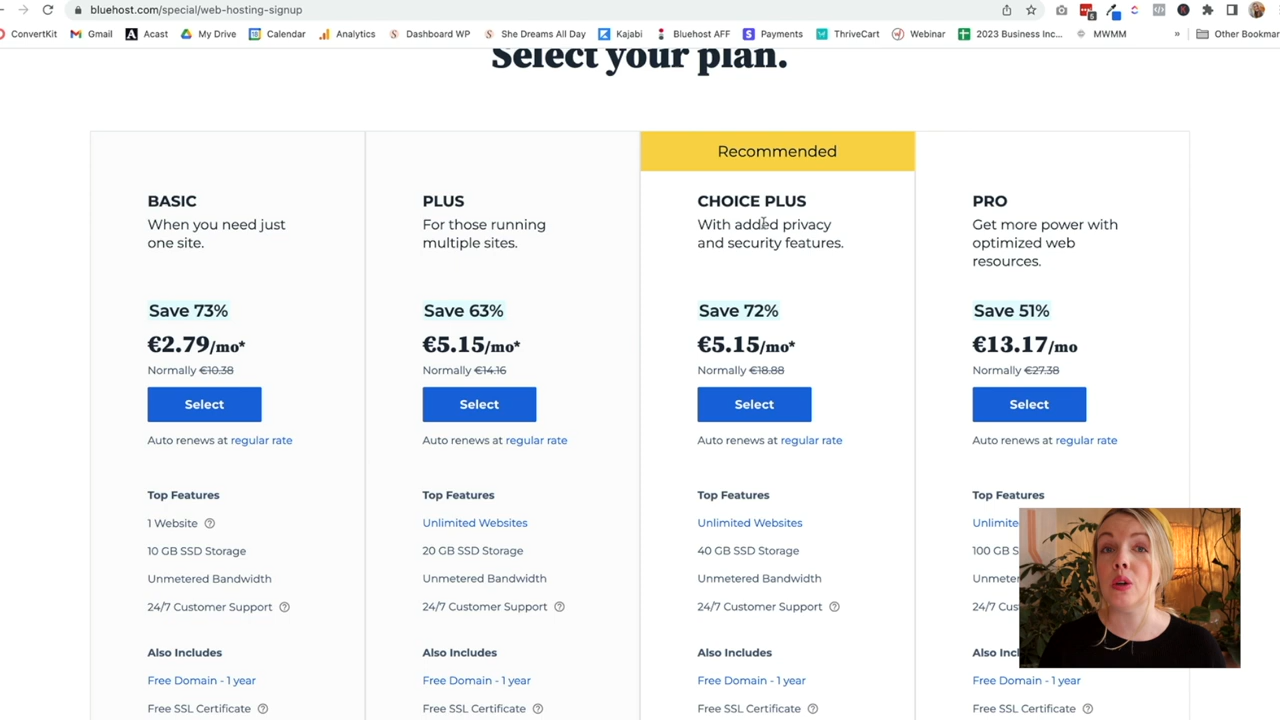 bluehost.com/special/web-hosting-signup
ConvertKit Gmail Acast My Drive Calendar Analytics Dashboard WP She Dreams All Day Kajabi Bluehost AFF Payments ThriveCart Webinar 2023 Business Inc... MWMM » Other Bookmar
Select your plan.
Recommended
BASIC
When you need just
one site.
Save 73%
€2.79/mo*
Normally €10.38
Select
Auto renews at regular rate
Top Features
1 Website
10 GB SSD Storage
Unmetered Bandwidth
24/7 Customer Support
Also Includes
Free Domain - 1 year
Free SSL Certificate
PLUS
For those running
multiple sites.
Save 63%
€5.15/mo*
Normally €14.16
Select
Auto renews at regular rate
Top Features
Unlimited Websites
20 GB SSD Storage
Unmetered Bandwidth
24/7 Customer Support
Also Includes
Free Domain - 1 year
Free SSL Certificate
CHOICE PLUS
With added privacy
and security features.
Save 72%
€5.15/mo*
Normally €18.88
Select
Auto renews at regular rate
Top Features
Unlimited Websites
40 GB SSD Storage
Unmetered Bandwidth
24/7 Customer Support
Also Includes
Free Domain - 1 year
Free SSL Certificate
PRO
Get more power with
optimized web
resources.
Save 51%
€13.17/mo
Normally €27.38
Select
Auto renews at regular rate
Top Features
Unlimite
100 GB S
Unmete
24/7 Cus
Also Incl
Free Domain - 1 year
Free SSL Certificate